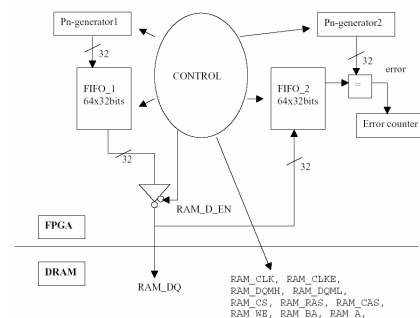 Pn-generator1
Pn-generator2
32
32
CONTROL
error
FIFO_1
64x32bits
FIFO_2
64x32bits
=
Error counter
32
32
RAM_D_EN
FPGA
DRAM
RAM_DQ
RAM_CLK, RAM_CLKE,
RAM_DQMH, RAM_DQML,
RAM_CS, RAM_RAS, RAM_CAS,
RAM_WE, RAM_BA, RAM_A,